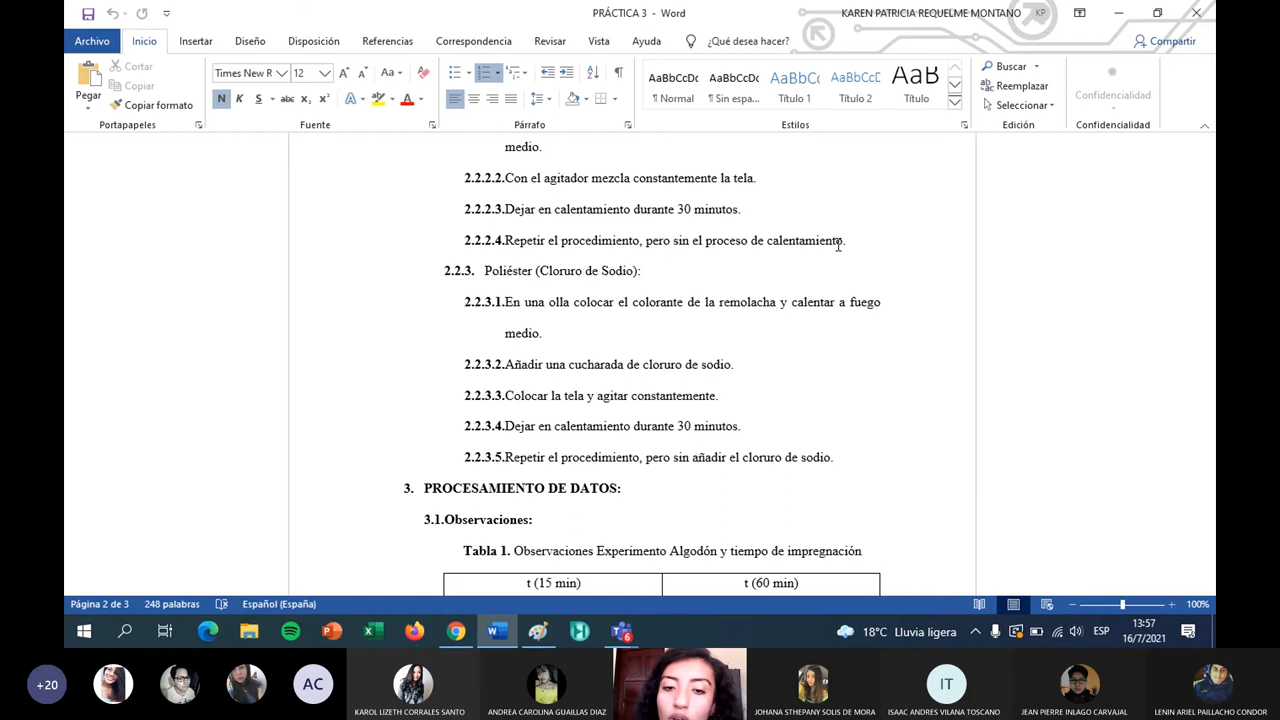 PRÁCTICA 3 - Word
KAREN PATRICIA REQUELME MONTANO
KP
Archivo
Inicio
Insertar
Diseño
Disposición
Referencias
Correspondencia
Revisar
Vista
Ayuda
¿Qué desea hacer?
Compartir
Pegar
Cortar
Copiar
Copiar formato
Portapapeles
Times New R
12
Aa
N K S abc x₂ x²
Fuente
Párrafo
AaBbCcDc
AaBbCcDc
AaBbCc
AaBbCcD
AaB
¶ Normal
¶ Sin espa...
Título 1
Título 2
Título
Estilos
Buscar
Reemplazar
Seleccionar
Edición
Confidencialidad
Confidencialidad
medio.
2.2.2.2.Con el agitador mezcla constantemente la tela.
2.2.2.3.Dejar en calentamiento durante 30 minutos.
2.2.2.4.Repetir el procedimiento, pero sin el proceso de calentamiento.
2.2.3. Poliéster (Cloruro de Sodio):
2.2.3.1.En una olla colocar el colorante de la remolacha y calentar a fuego
medio.
2.2.3.2.Añadir una cucharada de cloruro de sodio.
2.2.3.3.Colocar la tela y agitar constantemente.
2.2.3.4.Dejar en calentamiento durante 30 minutos.
2.2.3.5.Repetir el procedimiento, pero sin añadir el cloruro de sodio.
3. PROCESAMIENTO DE DATOS:
3.1.Observaciones:
Tabla 1. Observaciones Experimento Algodón y tiempo de impregnación
t (15 min)
t (60 min)
Página 2 de 3
248 palabras
Español (España)
100%
18°C Lluvia ligera
ESP
13:57
16/7/2021
+20
AC
KAROL LIZETH CORRALES SANTO
ANDREA CAROLINA GUAILLAS DIAZ
JOHANA STHEPANY SOLIS DE MORA
IT
ISAAC ANDRES VILANA TOSCANO
JEAN PIERRE INLAGO CARVAJAL
LENIN ARIEL PAILLACHO CONDOR